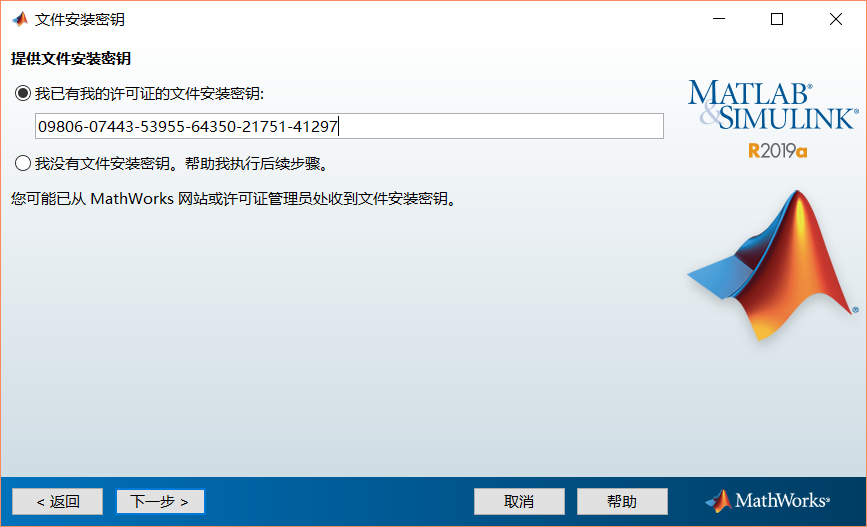 文件安装密钥
提供文件安装密钥
我已有我的许可证的文件安装密钥:
09806-07443-53955-64350-21751-41297
我没有文件安装密钥。帮助我执行后续步骤。
您可能已从 MathWorks 网站或许可证管理员处收到文件安装密钥。
MATLAB®
&SIMULINK®
R2019a
®
< 返回
下一步 >
取消
帮助
MathWorks®